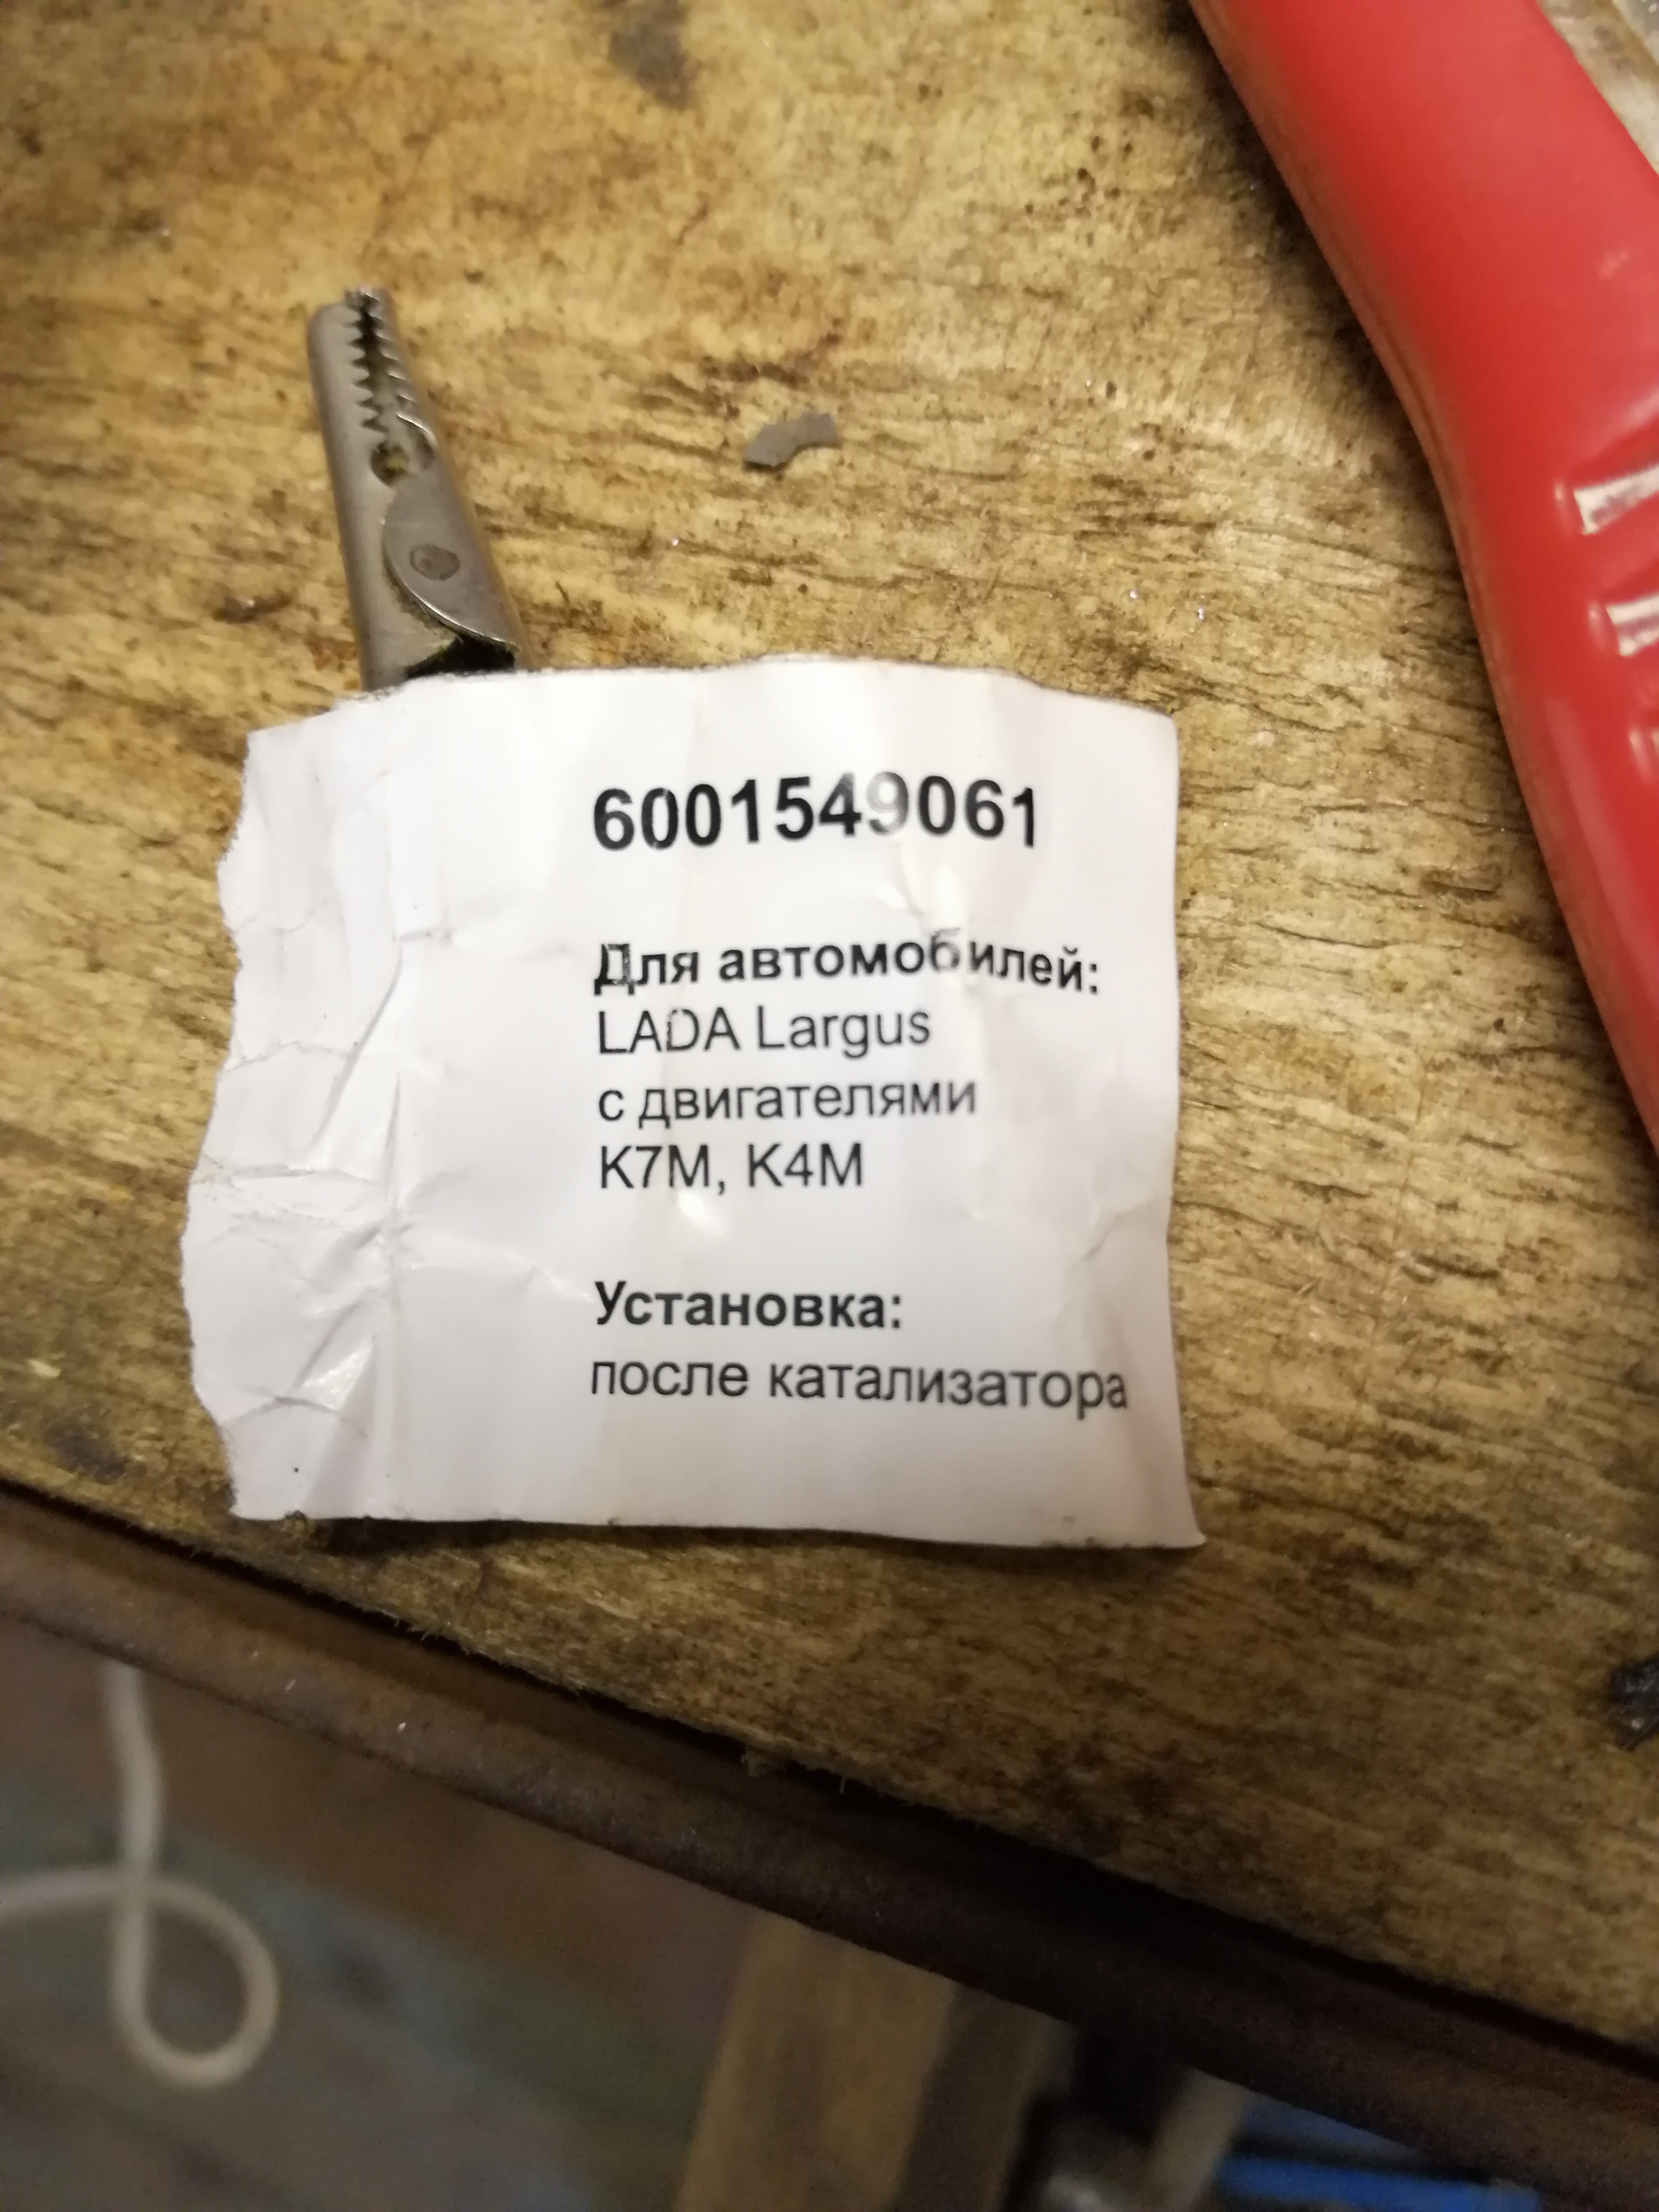 6001549061
Для автомобилей:
LADA Largus
с двигателями
K7M, K4M
Установка:
после катализатора